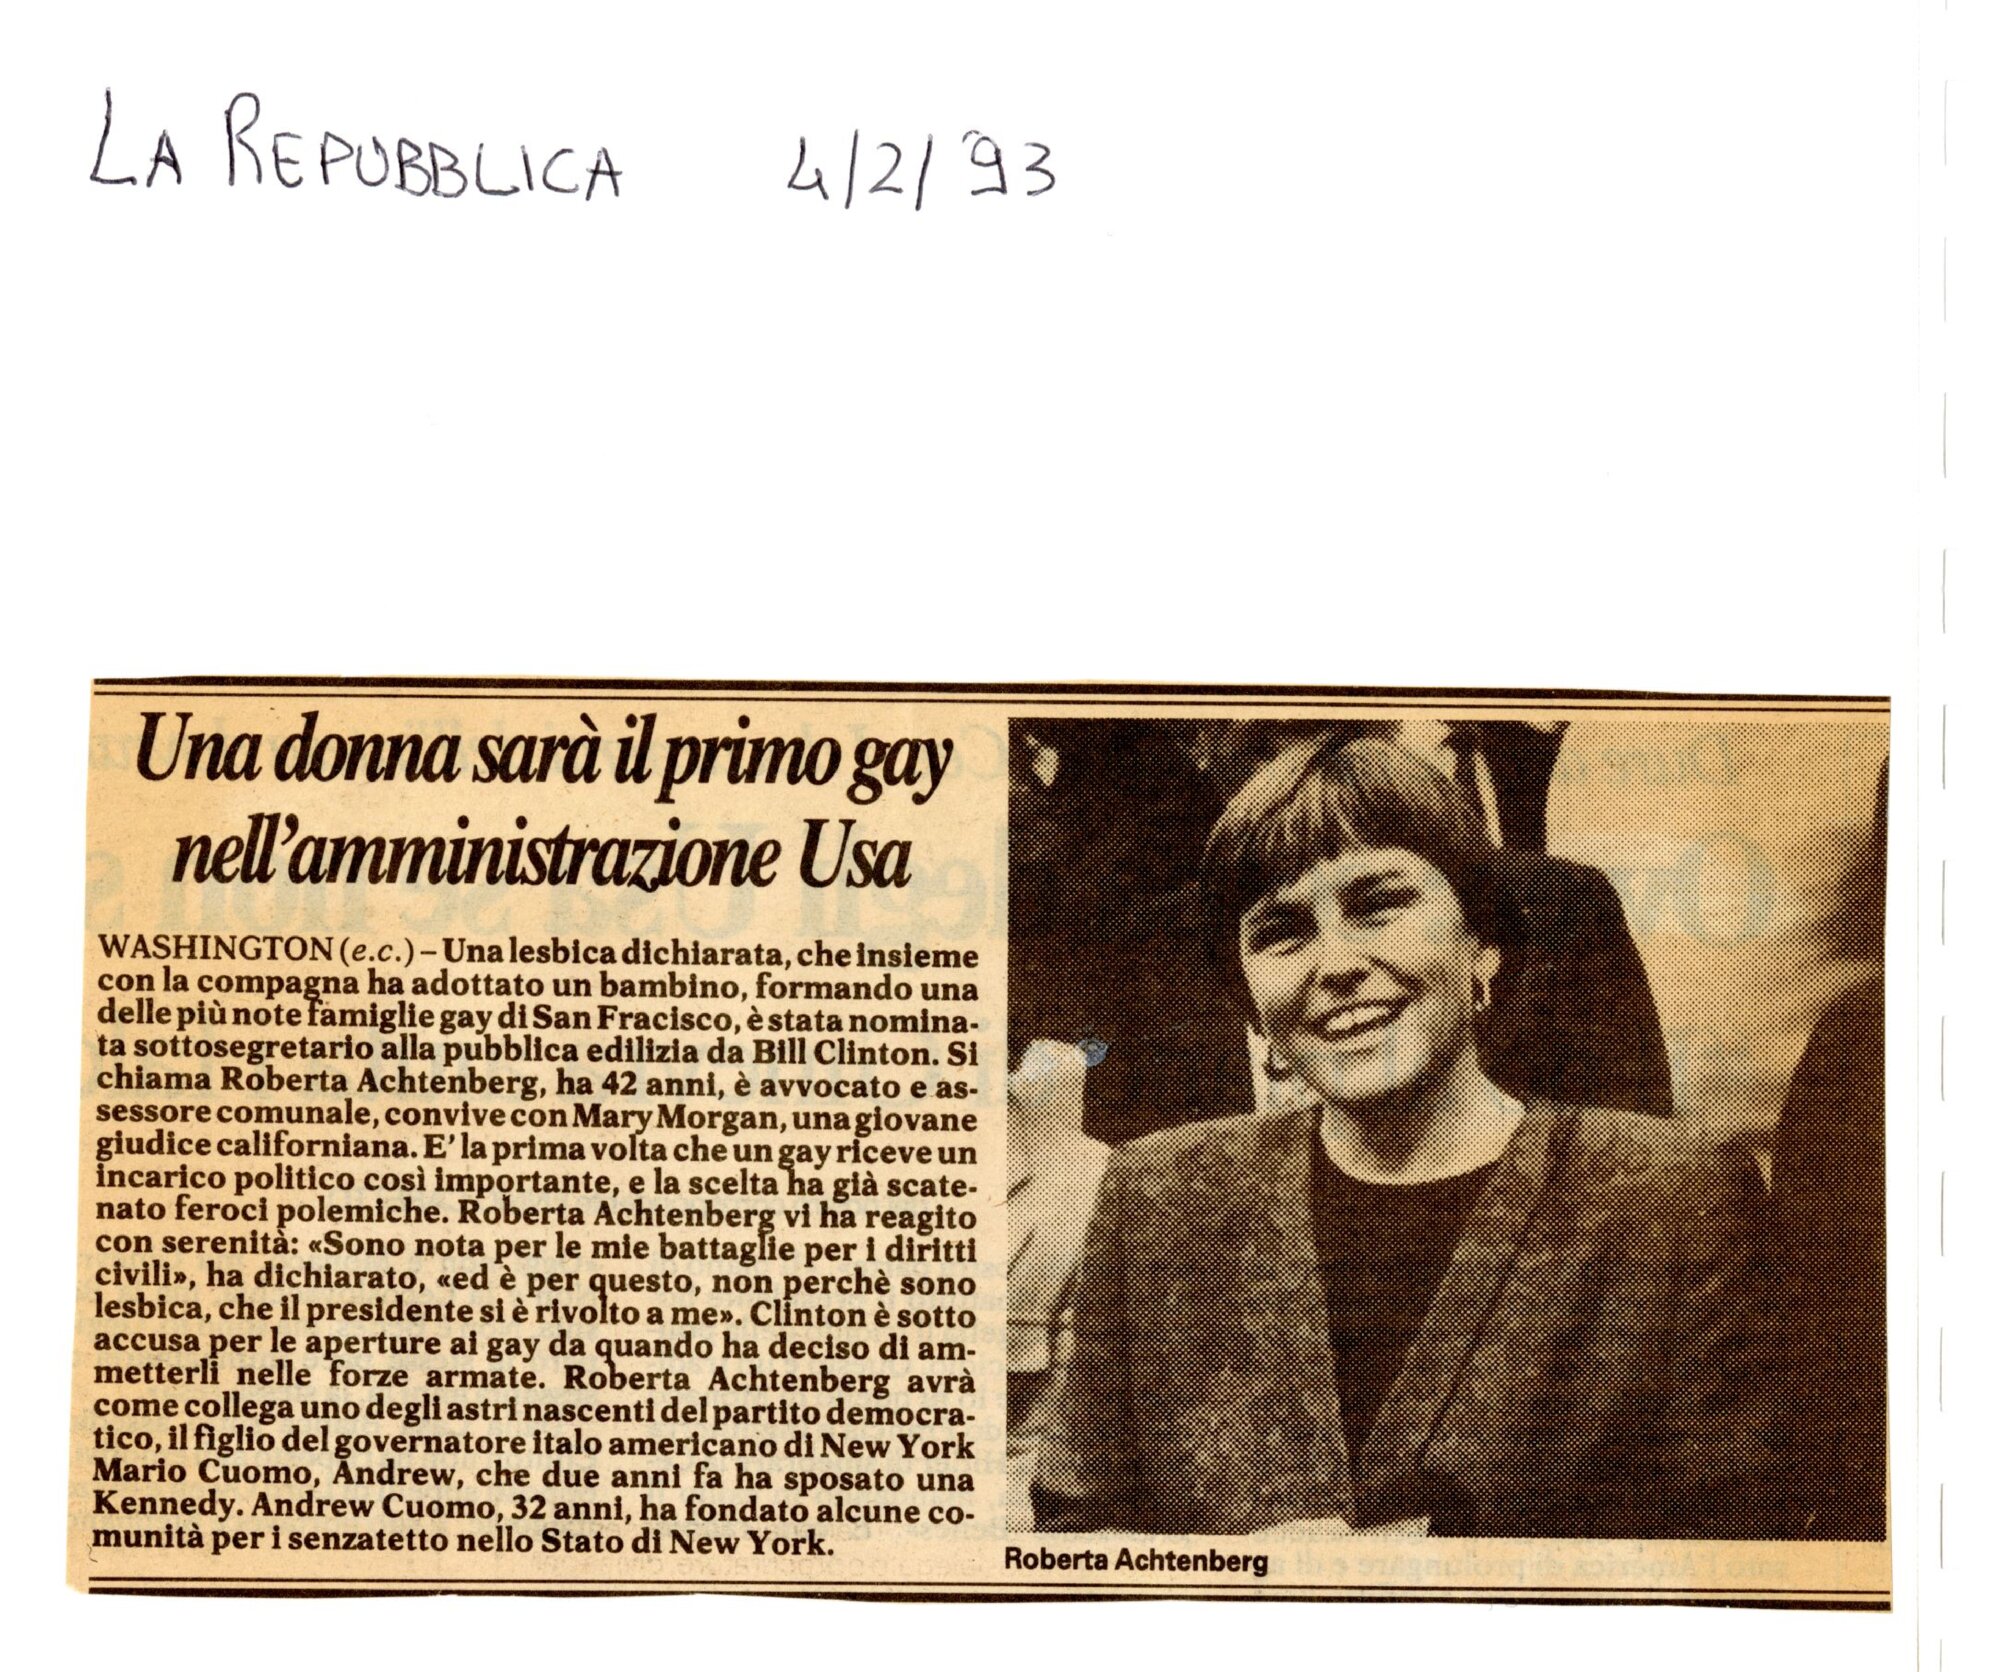 LA REPUBBLICA 4/2/93
Una donna sarà il primo gay
nell'amministrazione Usa
WASHINGTON (e.c.) – Una lesbica dichiarata, che insieme
con la compagna ha adottato un bambino, formando una
delle più note famiglie gay di San Fracisco, è stata nomina-
ta sottosegretario alla pubblica edilizia da Bill Clinton. Si
chiama Roberta Achtenberg, ha 42 anni, è avvocato e as-
sessore comunale, convive con Mary Morgan, una giovane
giudice californiana. E' la prima volta che un gay riceve un
incarico politico così importante, e la scelta ha già scate-
nato feroci polemiche. Roberta Achtenberg vi ha reagito
con serenità: «Sono nota per le mie battaglie per i diritti
civili», ha dichiarato, «ed è per questo, non perchè sono
lesbica, che il presidente si è rivolto a me». Clinton è sotto
accusa per le aperture ai gay da quando ha deciso di am-
metterli nelle forze armate. Roberta Achtenberg avrà
come collega uno degli astri nascenti del partito democra-
tico, il figlio del governatore italo americano di New York
Mario Cuomo, Andrew, che due anni fa ha sposato una
Kennedy. Andrew Cuomo, 32 anni, ha fondato alcune co-
munità per i senzatetto nello Stato di New York.
Roberta Achtenberg